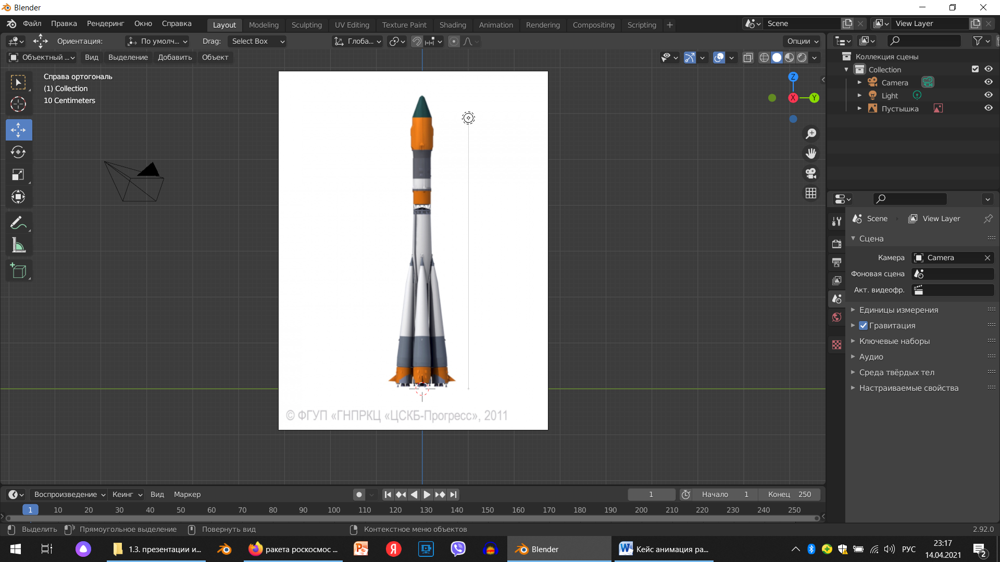 Blender
Файл Правка Рендеринг Окно Справка Layout Modeling Sculpting UV Editing Texture Paint Shading Animation Rendering Compositing Scripting + Scene View Layer
Ориентация: По умолч... Drag: Select Box Глоба... Опции
Объектный ... Вид Выделение Добавить Объект
Справа ортогональ
(1) Collection
10 Centimeters
Z
X
Y
© ФГУП «ГНПРКЦ «ЦСКБ-Прогресс», 2011
Коллекция сцены
Collection
Camera
Light
Пустышка
Scene View Layer
Сцена
Камера Camera
Фоновая сцена
Акт. видеофр.
Единицы измерения
Гравитация
Ключевые наборы
Аудио
Среда твёрдых тел
Настраиваемые свойства
Воспроизведение Кеинг Вид Маркер 1 Начало 1 Конец 250
1 10 20 30 40 50 60 70 80 90 100 110 120 130 140 150 160 170 180 190 200 210 220 230 240 250
Выделить Прямоугольное выделение Повернуть вид Контекстное меню объектов 2.92.0
1.3. презентации и... ракета роскосмос ... Я Blender Кейс анимация ра... РУС 23:17
14.04.2021 2